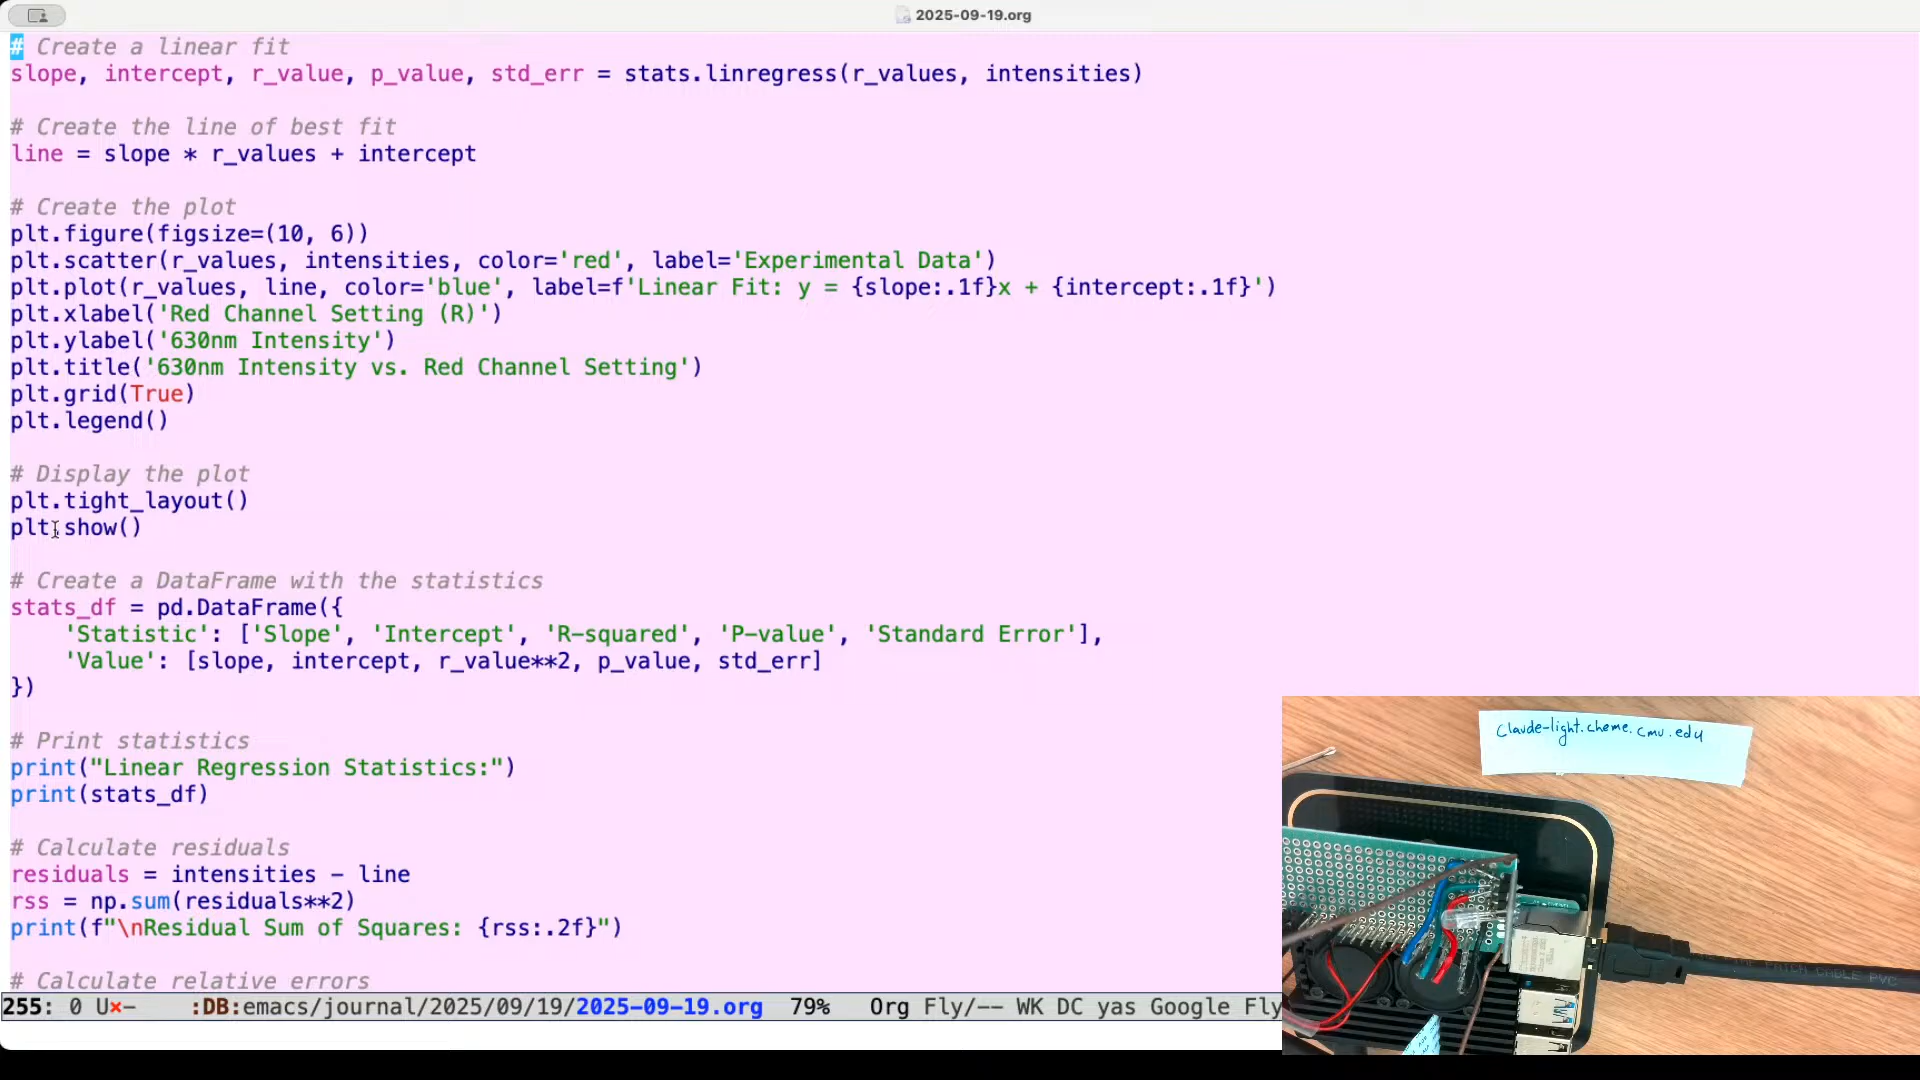 2025-09-19.org
# Create a linear fit
slope, intercept, r_value, p_value, std_err = stats.linregress(r_values, intensities)
# Create the line of best fit
line = slope * r_values + intercept
# Create the plot
plt.figure(figsize=(10, 6))
plt.scatter(r_values, intensities, color='red', label='Experimental Data')
plt.plot(r_values, line, color='blue', label=f'Linear Fit: y = {slope:.1f}x + {intercept:.1f}')
plt.xlabel('Red Channel Setting (R)')
plt.ylabel('630nm Intensity')
plt.title('630nm Intensity vs. Red Channel Setting')
plt.grid(True)
plt.legend()
# Display the plot
plt.tight_layout()
plt.show()
# Create a DataFrame with the statistics
stats_df = pd.DataFrame({
    'Statistic': ['Slope', 'Intercept', 'R-squared', 'P-value', 'Standard Error'],
    'Value': [slope, intercept, r_value**2, p_value, std_err]
})
# Print statistics
print("Linear Regression Statistics:")
print(stats_df)
# Calculate residuals
residuals = intensities - line
rss = np.sum(residuals**2)
print(f"\nResidual Sum of Squares: {rss:.2f}")
# Calculate relative errors
255: 0 U×- :DB:emacs/journal/2025/09/19/2025-09-19.org 79% Org Fly/-- WK DC yas Google Fly
Claude-light.cheme.cmu.edu